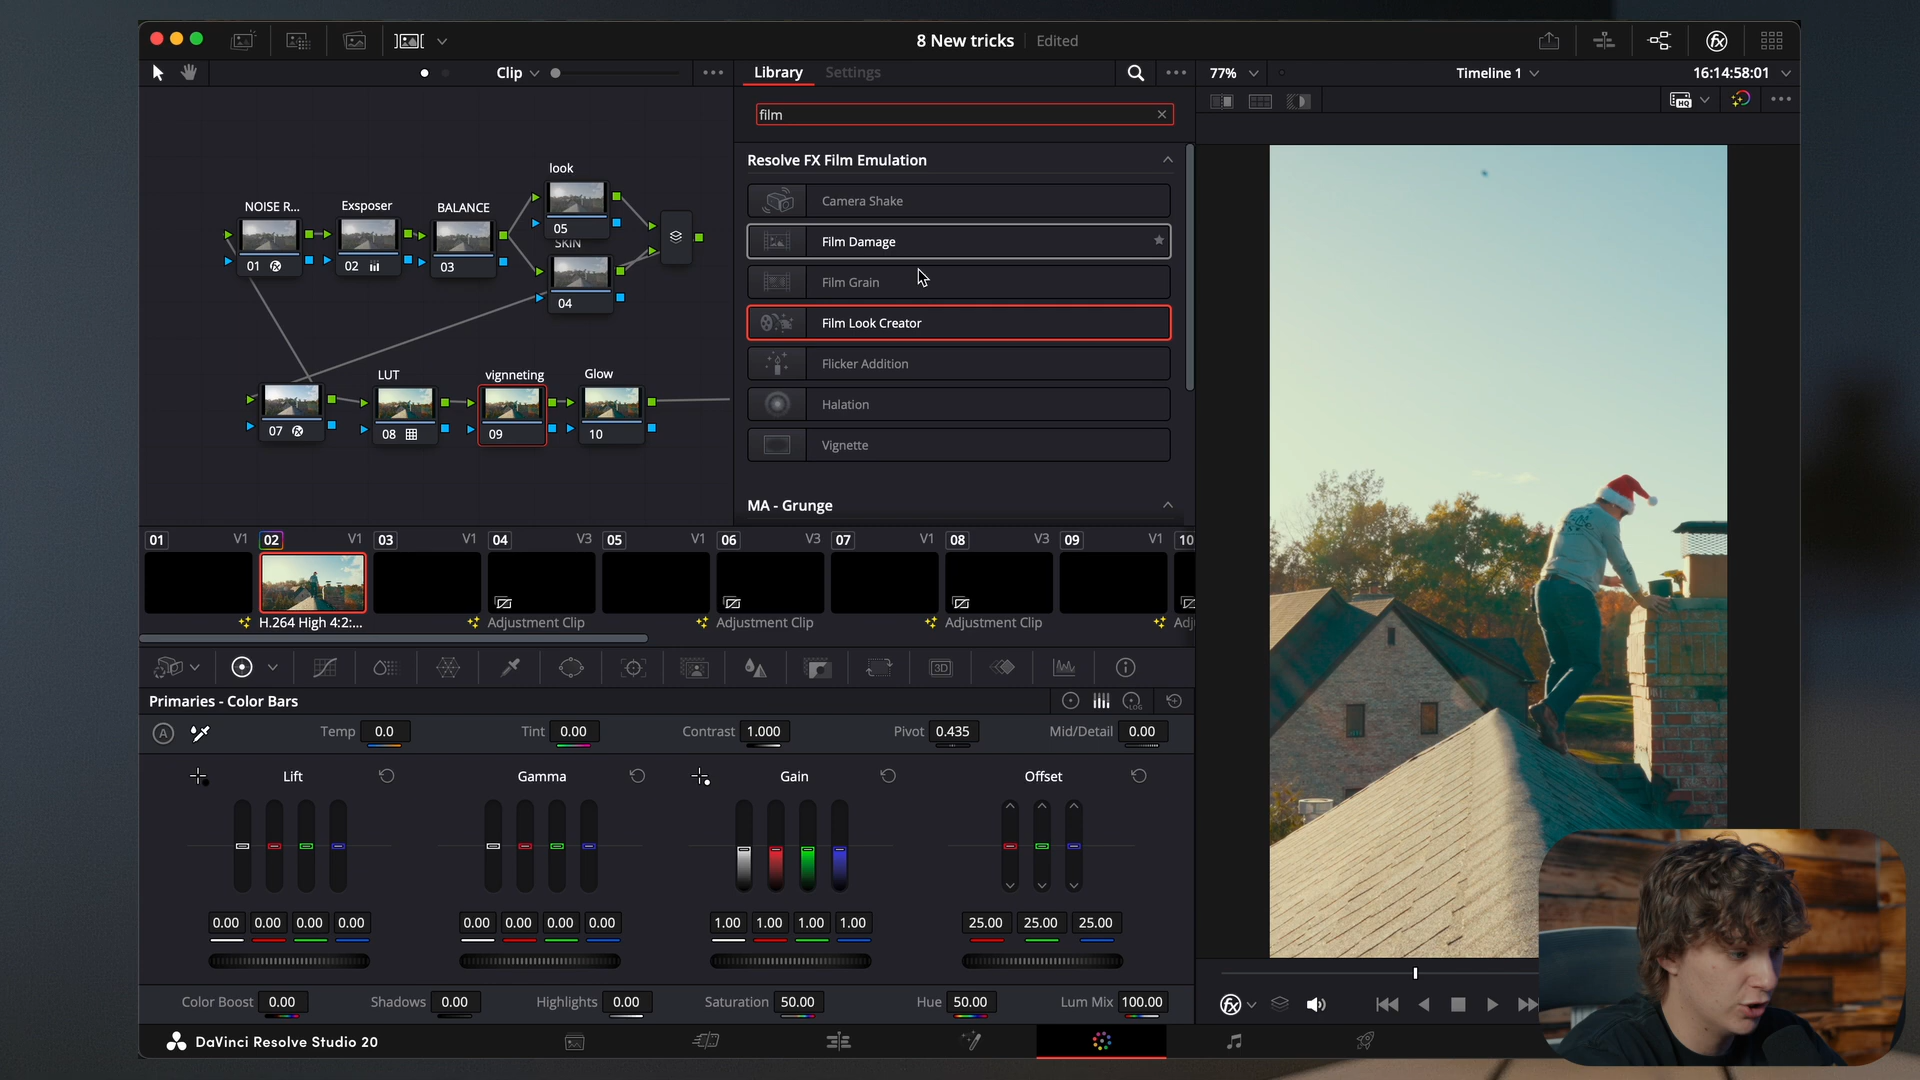 8 New tricks Edited
Clip
Library Settings
77%
Timeline 1
16:14:58:01
HQ
film
Resolve FX Film Emulation
Camera Shake
Film Damage
Film Grain
Film Look Creator
Flicker Addition
Halation
Vignette
MA - Grunge
look
NOISE R... Exsposer BALANCE
05
SKIN
01 02 03
04
LUT vignneting Glow
07 08 09 10
01 V1 02 V1 03 V1 04 V3 05 V1 06 V3 07 V1 08 V3 09 V1 10
H.264 High 4:2:... Adjustment Clip Adjustment Clip Adjustment Clip Adj
3D
Primaries - Color Bars
LOG
A Temp 0.0 Tint 0.00 Contrast 1.000 Pivot 0.435 Mid/Detail 0.00
Lift Gamma Gain Offset
0.00 0.00 0.00 0.00 0.00 0.00 0.00 0.00 1.00 1.00 1.00 1.00 25.00 25.00 25.00
Color Boost 0.00 Shadows 0.00 Highlights 0.00 Saturation 50.00 Hue 50.00 Lum Mix 100.00
DaVinci Resolve Studio 20